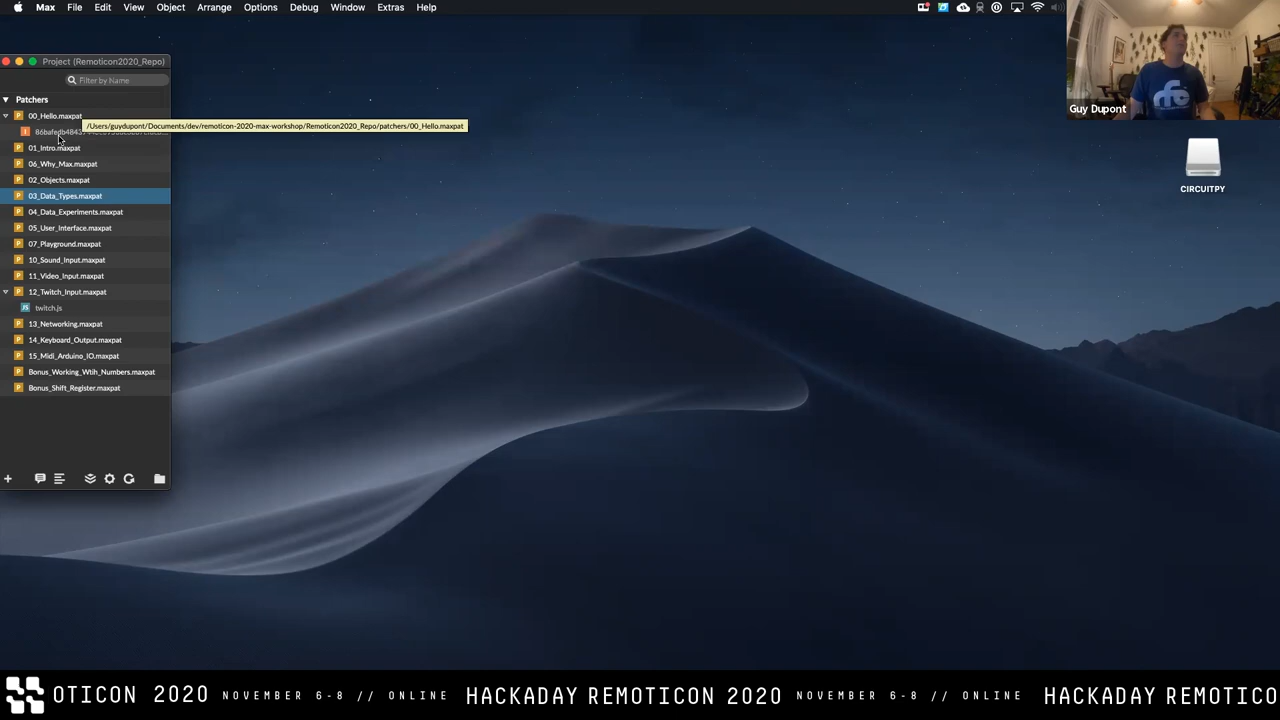 Max File Edit View Object Arrange Options Debug Window Extras Help
Project (Remoticon2020_Repo)
Filter by Name
Patchers
00_Hello.maxpat
/Users/guydupont/Documents/dev/remoticon-2020-max-workshop/Remoticon2020_Repo/patchers/00_Hello.maxpat
01_Intro.maxpat
06_Why_Max.maxpat
02_Objects.maxpat
03_Data_Types.maxpat
04_Data_Experiments.maxpat
05_User_Interface.maxpat
07_Playground.maxpat
10_Sound_Input.maxpat
11_Video_Input.maxpat
12_Twitch_Input.maxpat
twitch.js
13_Networking.maxpat
14_Keyboard_Output.maxpat
15_Midi_Arduino_IO.maxpat
Bonus_Working_Wtih_Numbers.maxpat
Bonus_Shift_Register.maxpat
rfa
Guy Dupont
CIRCUITPY
OTICON 2020 NOVEMBER 6-8 // ONLINE HACKADAY REMOTICON 2020 NOVEMBER 6-8 // ONLINE HACKADAY REMOTICO